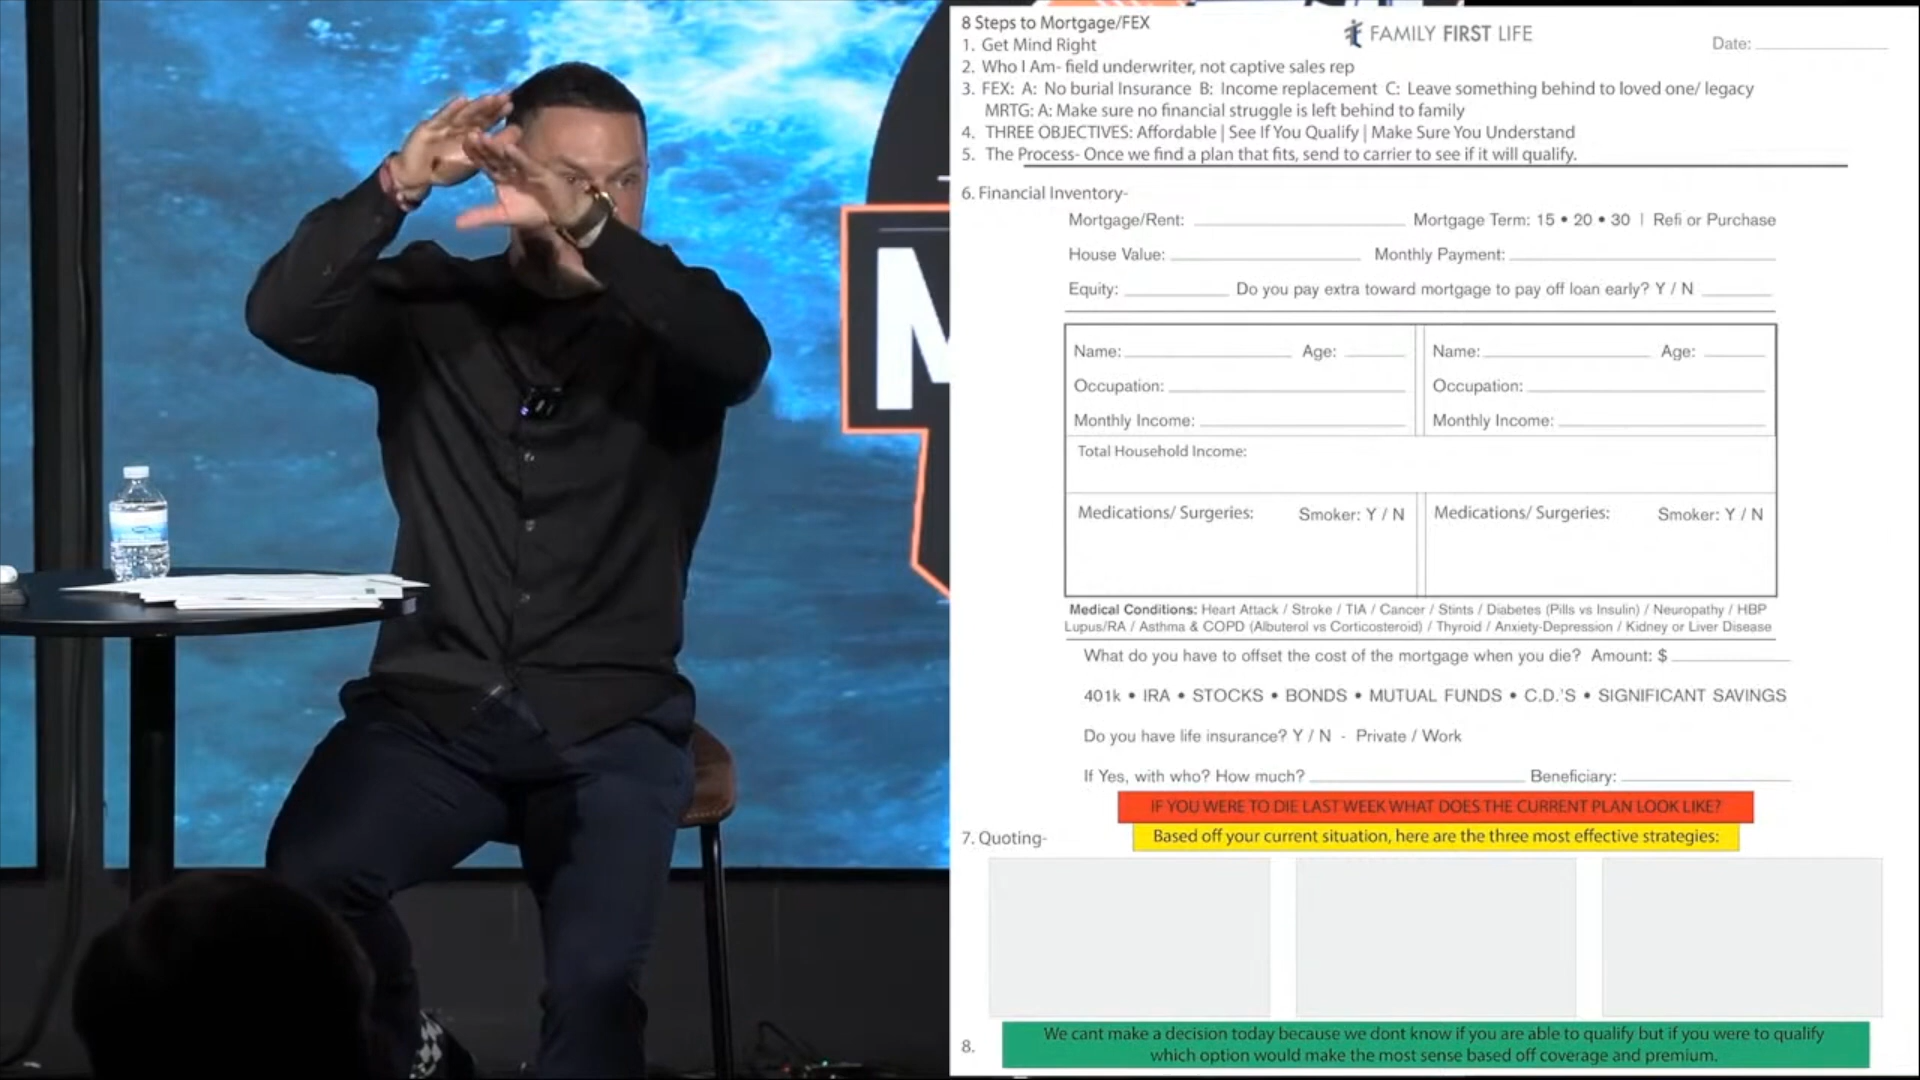 8 Steps to Mortgage/FEX
FAMILY FIRST LIFE
Date:
1. Get Mind Right
2. Who I Am- field underwriter, not captive sales rep
3. FEX: A: No burial Insurance B: Income replacement C: Leave something behind to loved one/ legacy
MRTG: A: Make sure no financial struggle is left behind to family
4. THREE OBJECTIVES: Affordable | See If You Qualify | Make Sure You Understand
5. The Process- Once we find a plan that fits, send to carrier to see if it will qualify.
6. Financial Inventory-
Mortgage/Rent: Mortgage Term: 15 • 20 • 30 | Refi or Purchase
House Value: Monthly Payment:
Equity: Do you pay extra toward mortgage to pay off loan early? Y / N
Name: Age: Name: Age:
Occupation: Occupation:
Monthly Income: Monthly Income:
Total Household Income:
Medications/ Surgeries: Smoker: Y / N Medications/ Surgeries: Smoker: Y / N
Medical Conditions: Heart Attack / Stroke / TIA / Cancer / Stints / Diabetes (Pills vs Insulin) / Neuropathy / HBP
Lupus/RA / Asthma & COPD (Albuterol vs Corticosteroid) / Thyroid / Anxiety-Depression / Kidney or Liver Disease
What do you have to offset the cost of the mortgage when you die? Amount: $
401k • IRA • STOCKS • BONDS • MUTUAL FUNDS • C.D.'S • SIGNIFICANT SAVINGS
Do you have life insurance? Y / N - Private / Work
If Yes, with who? How much? Beneficiary:
IF YOU WERE TO DIE LAST WEEK WHAT DOES THE CURRENT PLAN LOOK LIKE?
7. Quoting-
Based off your current situation, here are the three most effective strategies:
8.
We cant make a decision today because we dont know if you are able to qualify but if you were to qualify
which option would make the most sense based off coverage and premium.